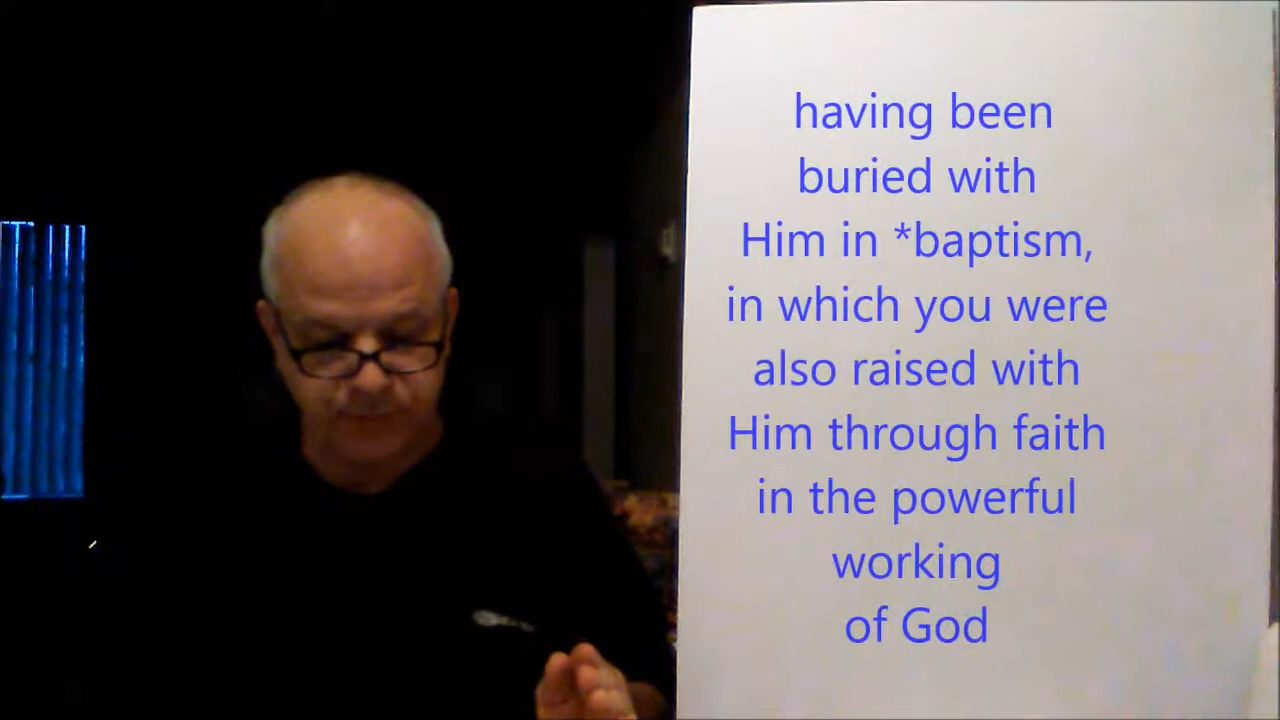 having been
buried with
Him in *baptism,
in which you were
also raised with
Him through faith
in the powerful
working
of God